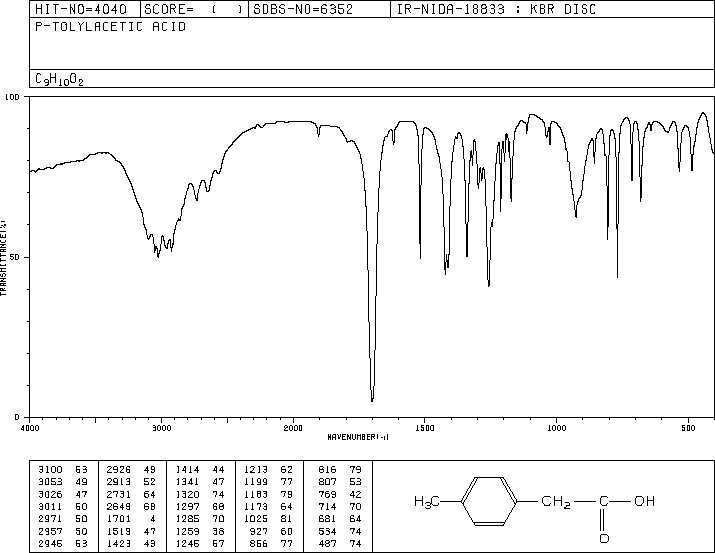 HIT-NO=4040 SCORE= ( ) SDBS-NO=6352 IR-NIDA-18833 : KBR DISC
P-TOLYLACETIC ACID
C9H10O2
100
50
0
TRANSMITTANCE(%)
4000 3000 2000 1500 1000 500
WAVENUMBER(-1)
3100 53 2926 49 1414 44 1213 62 816 79
3053 49 2913 52 1341 47 1199 77 807 53
3026 47 2731 64 1320 74 1183 79 769 42
3011 50 2649 68 1297 68 1173 64 714 70
2971 50 1701 4 1285 70 1025 81 681 64
2957 50 1519 47 1259 38 927 60 534 74
2945 53 1423 43 1245 57 856 77 487 74
H3C CH2 C OH
O